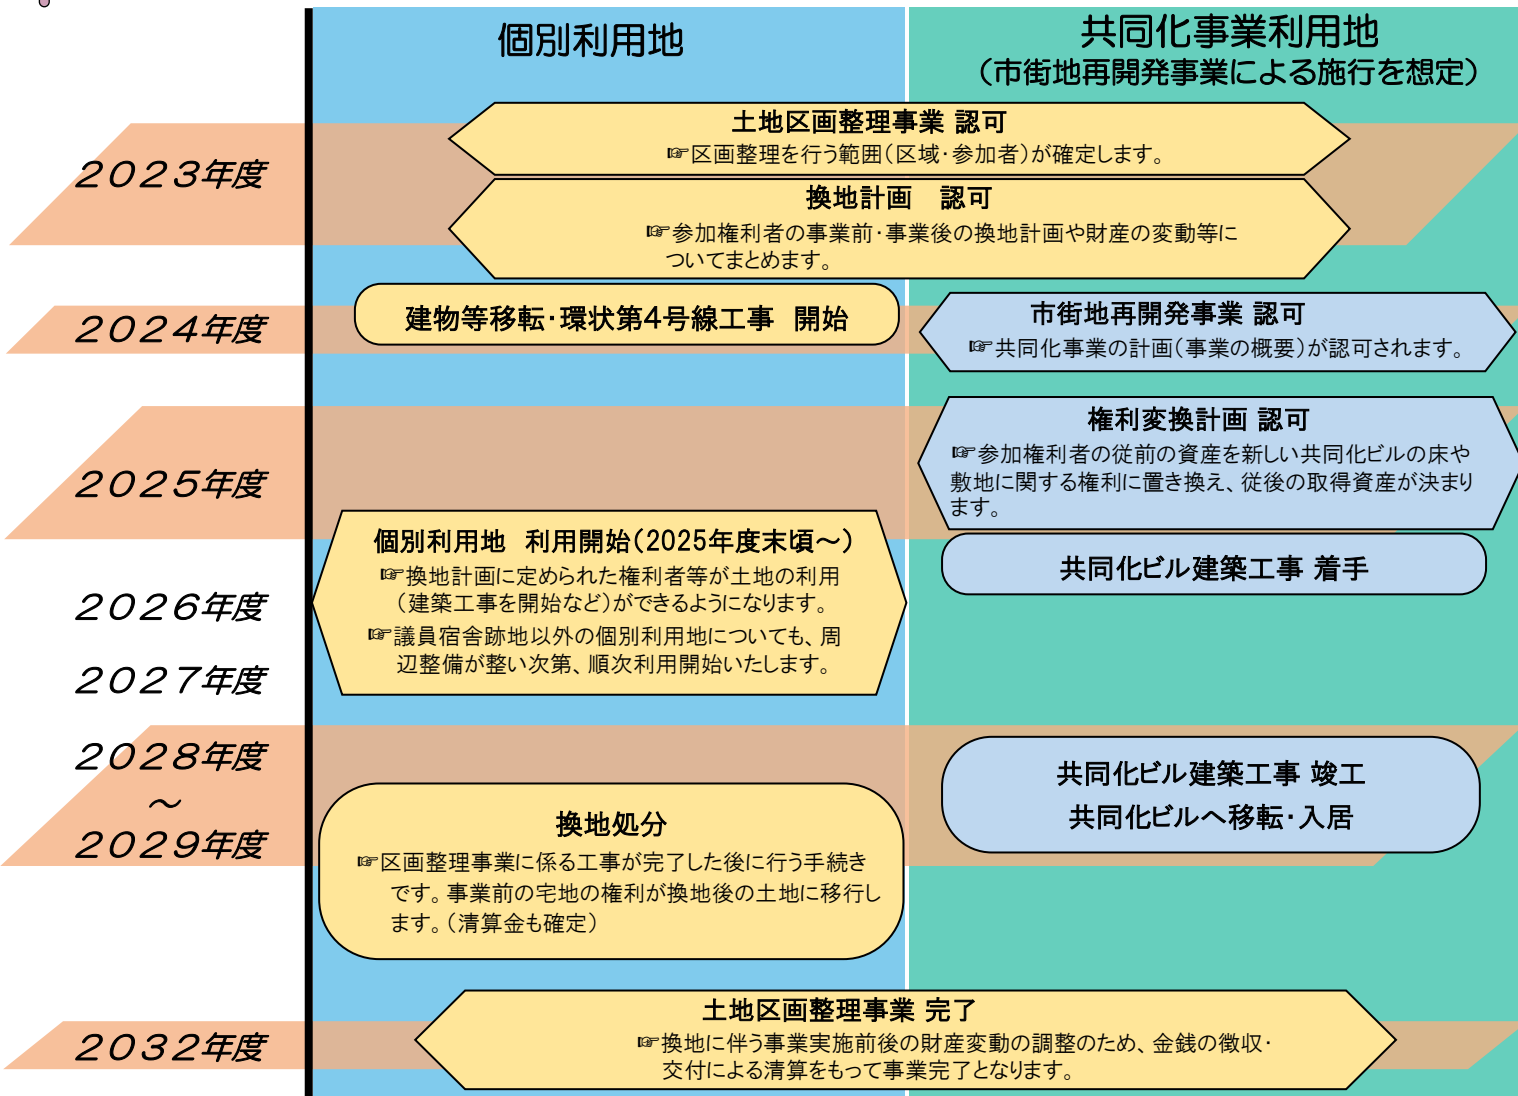 個別利用地
共同化事業利用地
（市街地再開発事業による施行を想定）
2023年度
土地区画整理事業 認可
☞区画整理を行う範囲（区域・参加者）が確定します。
換地計画　認可
☞参加権利者の事業前・事業後の換地計画や財産の変動等に
ついてまとめます。
2024年度
建物等移転・環状第4号線工事　開始
市街地再開発事業 認可
☞共同化事業の計画（事業の概要）が認可されます。
2025年度
権利変換計画 認可
☞参加権利者の従前の資産を新しい共同化ビルの床や
敷地に関する権利に置き換え、従後の取得資産が決まり
ます。
個別利用地　利用開始（2025年度末頃～）
☞換地計画に定められた権利者等が土地の利用
（建築工事を開始など）ができるようになります。
☞議員宿舎跡地以外の個別利用地についても、周
辺整備が整い次第、順次利用開始いたします。
共同化ビル建築工事 着手
2026年度
2027年度
2028年度
～
2029年度
共同化ビル建築工事 竣工
共同化ビルへ移転・入居
換地処分
☞区画整理事業に係る工事が完了した後に行う手続き
です。事業前の宅地の権利が換地後の土地に移行し
ます。（清算金も確定）
2032年度
土地区画整理事業 完了
☞換地に伴う事業実施前後の財産変動の調整のため、金銭の徴収・
交付による清算をもって事業完了となります。